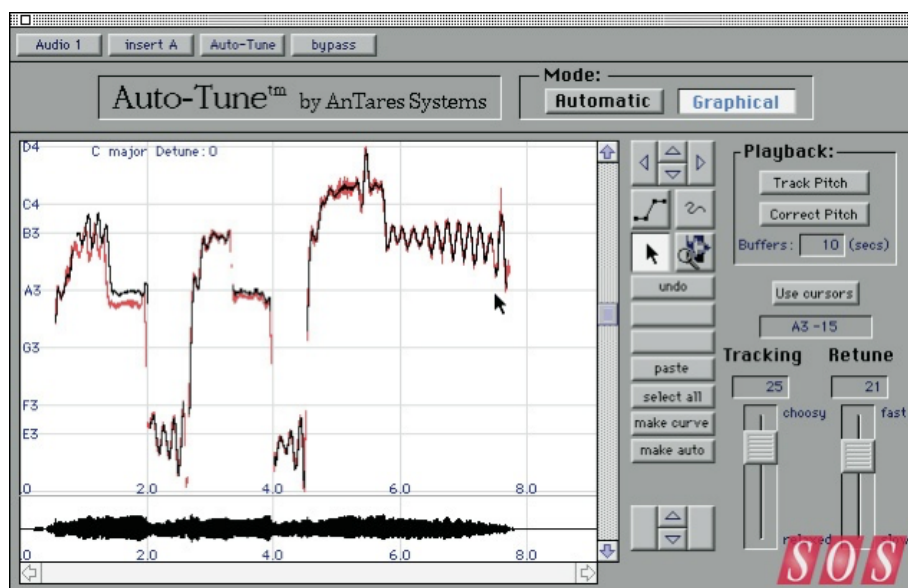 Audio 1 insert A Auto-Tune bypass
Auto-Tune™ by AnTares Systems
Mode:
Automatic Graphical
D4
C major Detune:0
C4
B3
A3
G3
F3
E3
.0 2.0 4.0 6.0 8.0
.0 2.0 4.0 6.0 8.0
undo
paste
select all
make curve
make auto
Playback:
Track Pitch
Correct Pitch
Buffers: 10 (secs)
Use cursors
A3 -15
Tracking Retune
25 21
choosy fast
SOS